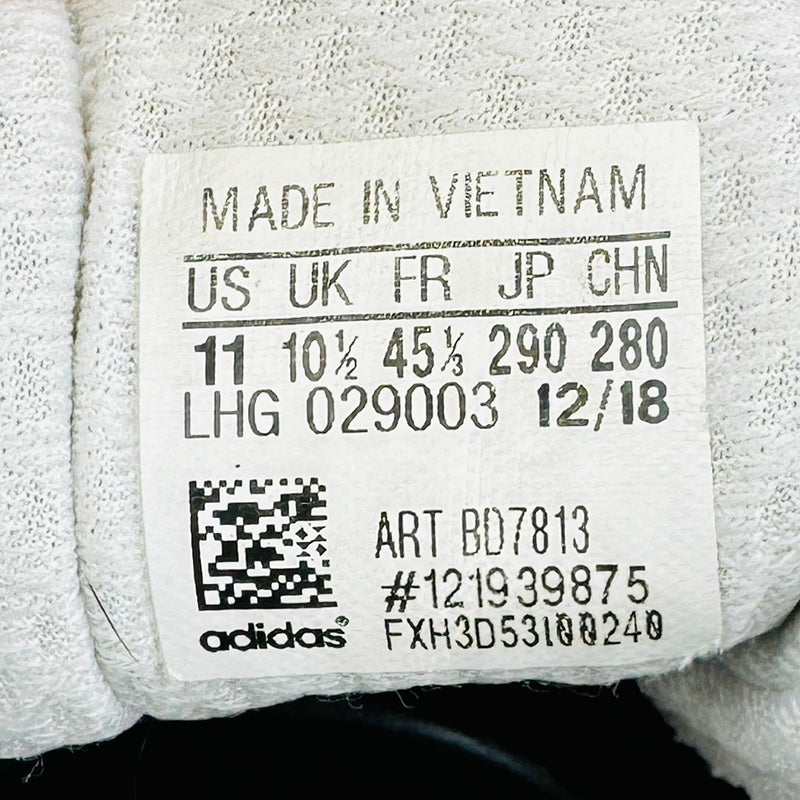 MADE IN VIETNAM
US UK FR JP CHN
11 10½ 45⅓ 290 280
LHG 029003 12/18
ART BD7813
#121939875
adidas® FXH3D53100240